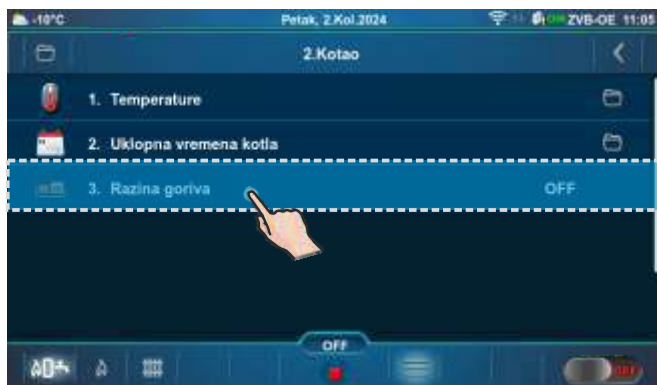 -10°C Petak, 2.Kol.2024 ZVB-OE 11:05
2.Kotao
1. Temperature
2. Uklopna vremena kotla
3. Razina goriva OFF
OFF
OFF